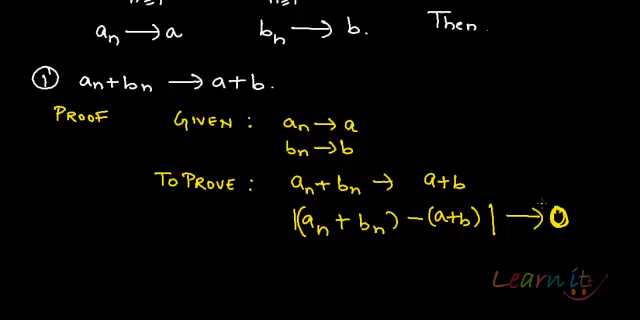 aₙ → a bₙ → b. Then
① aₙ+bₙ → a+b.
PROOF GIVEN : aₙ → a
bₙ → b
TO PROVE : aₙ + bₙ → a+b
|(aₙ + bₙ) − (a+b)| → 0
Learnit